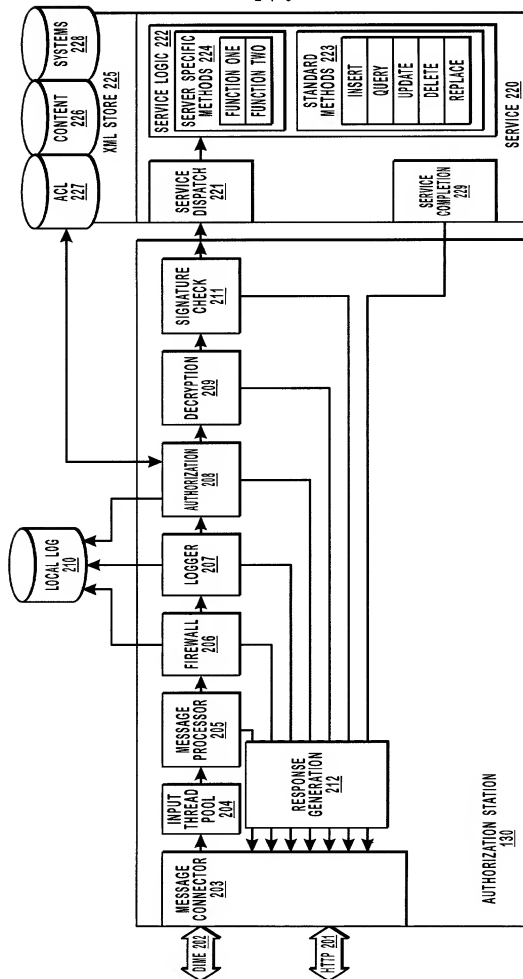 DIME 202
HTTP 201
MESSAGE
CONNECTOR
203
INPUT
THREAD
POOL
204
MESSAGE
PROCESSOR
205
FIREWALL
206
LOGGER
207
AUTHORIZATION
208
DECRYPTION
209
SIGNATURE
CHECK
211
LOCAL LOG
210
RESPONSE
GENERATION
212
AUTHORIZATION STATION
130
ACL
227
CONTENT
226
SYSTEMS
228
XML STORE 225
SERVICE
DISPATCH
221
SERVICE LOGIC 222
SERVER SPECIFIC
METHODS 224
FUNCTION ONE
FUNCTION TWO
STANDARD
METHODS 223
INSERT
QUERY
UPDATE
DELETE
REPLACE
SERVICE
COMPLETION
229
SERVICE 220